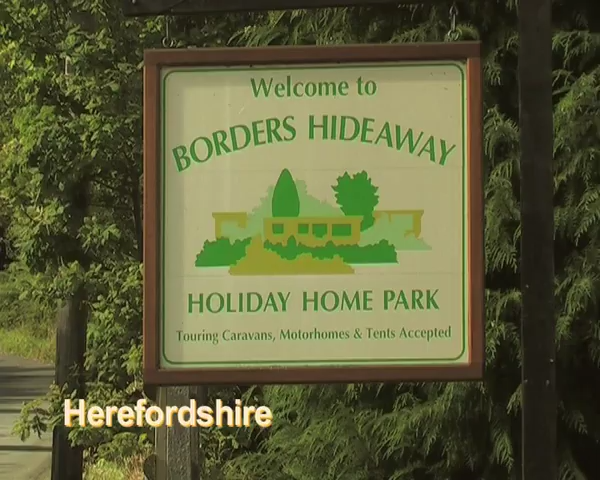 Welcome to
BORDERS HIDEAWAY
HOLIDAY HOME PARK
Touring Caravans, Motorhomes & Tents Accepted
Herefordshire